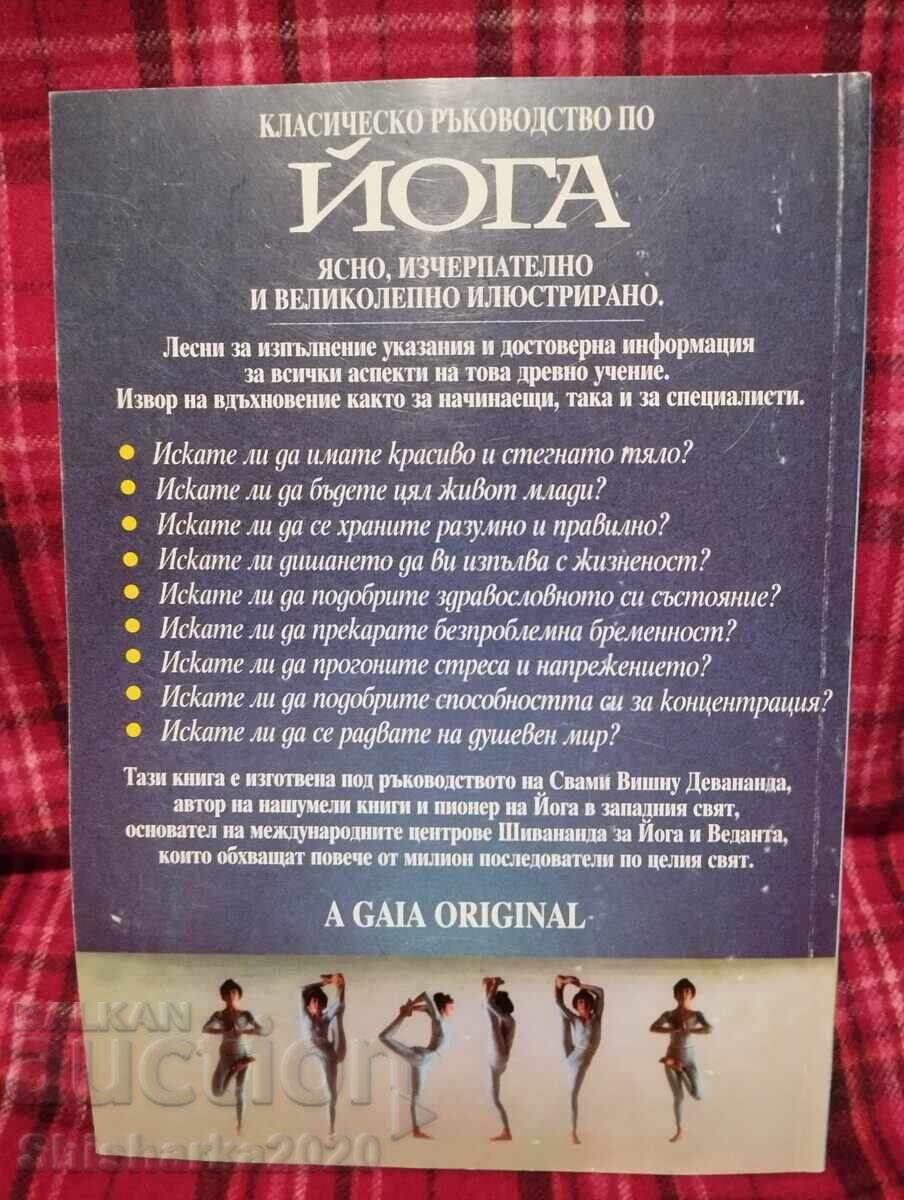 КЛАСИЧЕСКО РЪКОВОДСТВО ПО
ЙОГА
ЯСНО, ИЗЧЕРПАТЕЛНО
И ВЕЛИКОЛЕПНО ИЛЮСТРИРАНО.
Лесни за изпълнение указания и достоверна информация
за всички аспекти на това древно учение.
Извор на вдъхновение както за начинаещи, така и за специалисти.
Искате ли да имате красиво и стегнато тяло?
Искате ли да бъдете цял живот млади?
Искате ли да се храните разумно и правилно?
Искате ли дишането да ви изпълва с жизненост?
Искате ли да подобрите здравословното си състояние?
Искате ли да прекарате безпроблемна бременност?
Искате ли да прогоните стреса и напрежението?
Искате ли да подобрите способността си за концентрация?
Искате ли да се радвате на душевен мир?
Тази книга е изготвена под ръководството на Свами Вишну Девананда,
автор на нашумели книги и пионер на Йога в западния свят,
основател на международните центрове Шивананда за Йога и Веданта,
които обхващат повече от милион последователи по целия свят.
A GAIA ORIGINAL
BALKAN
auction
Shisharka2020